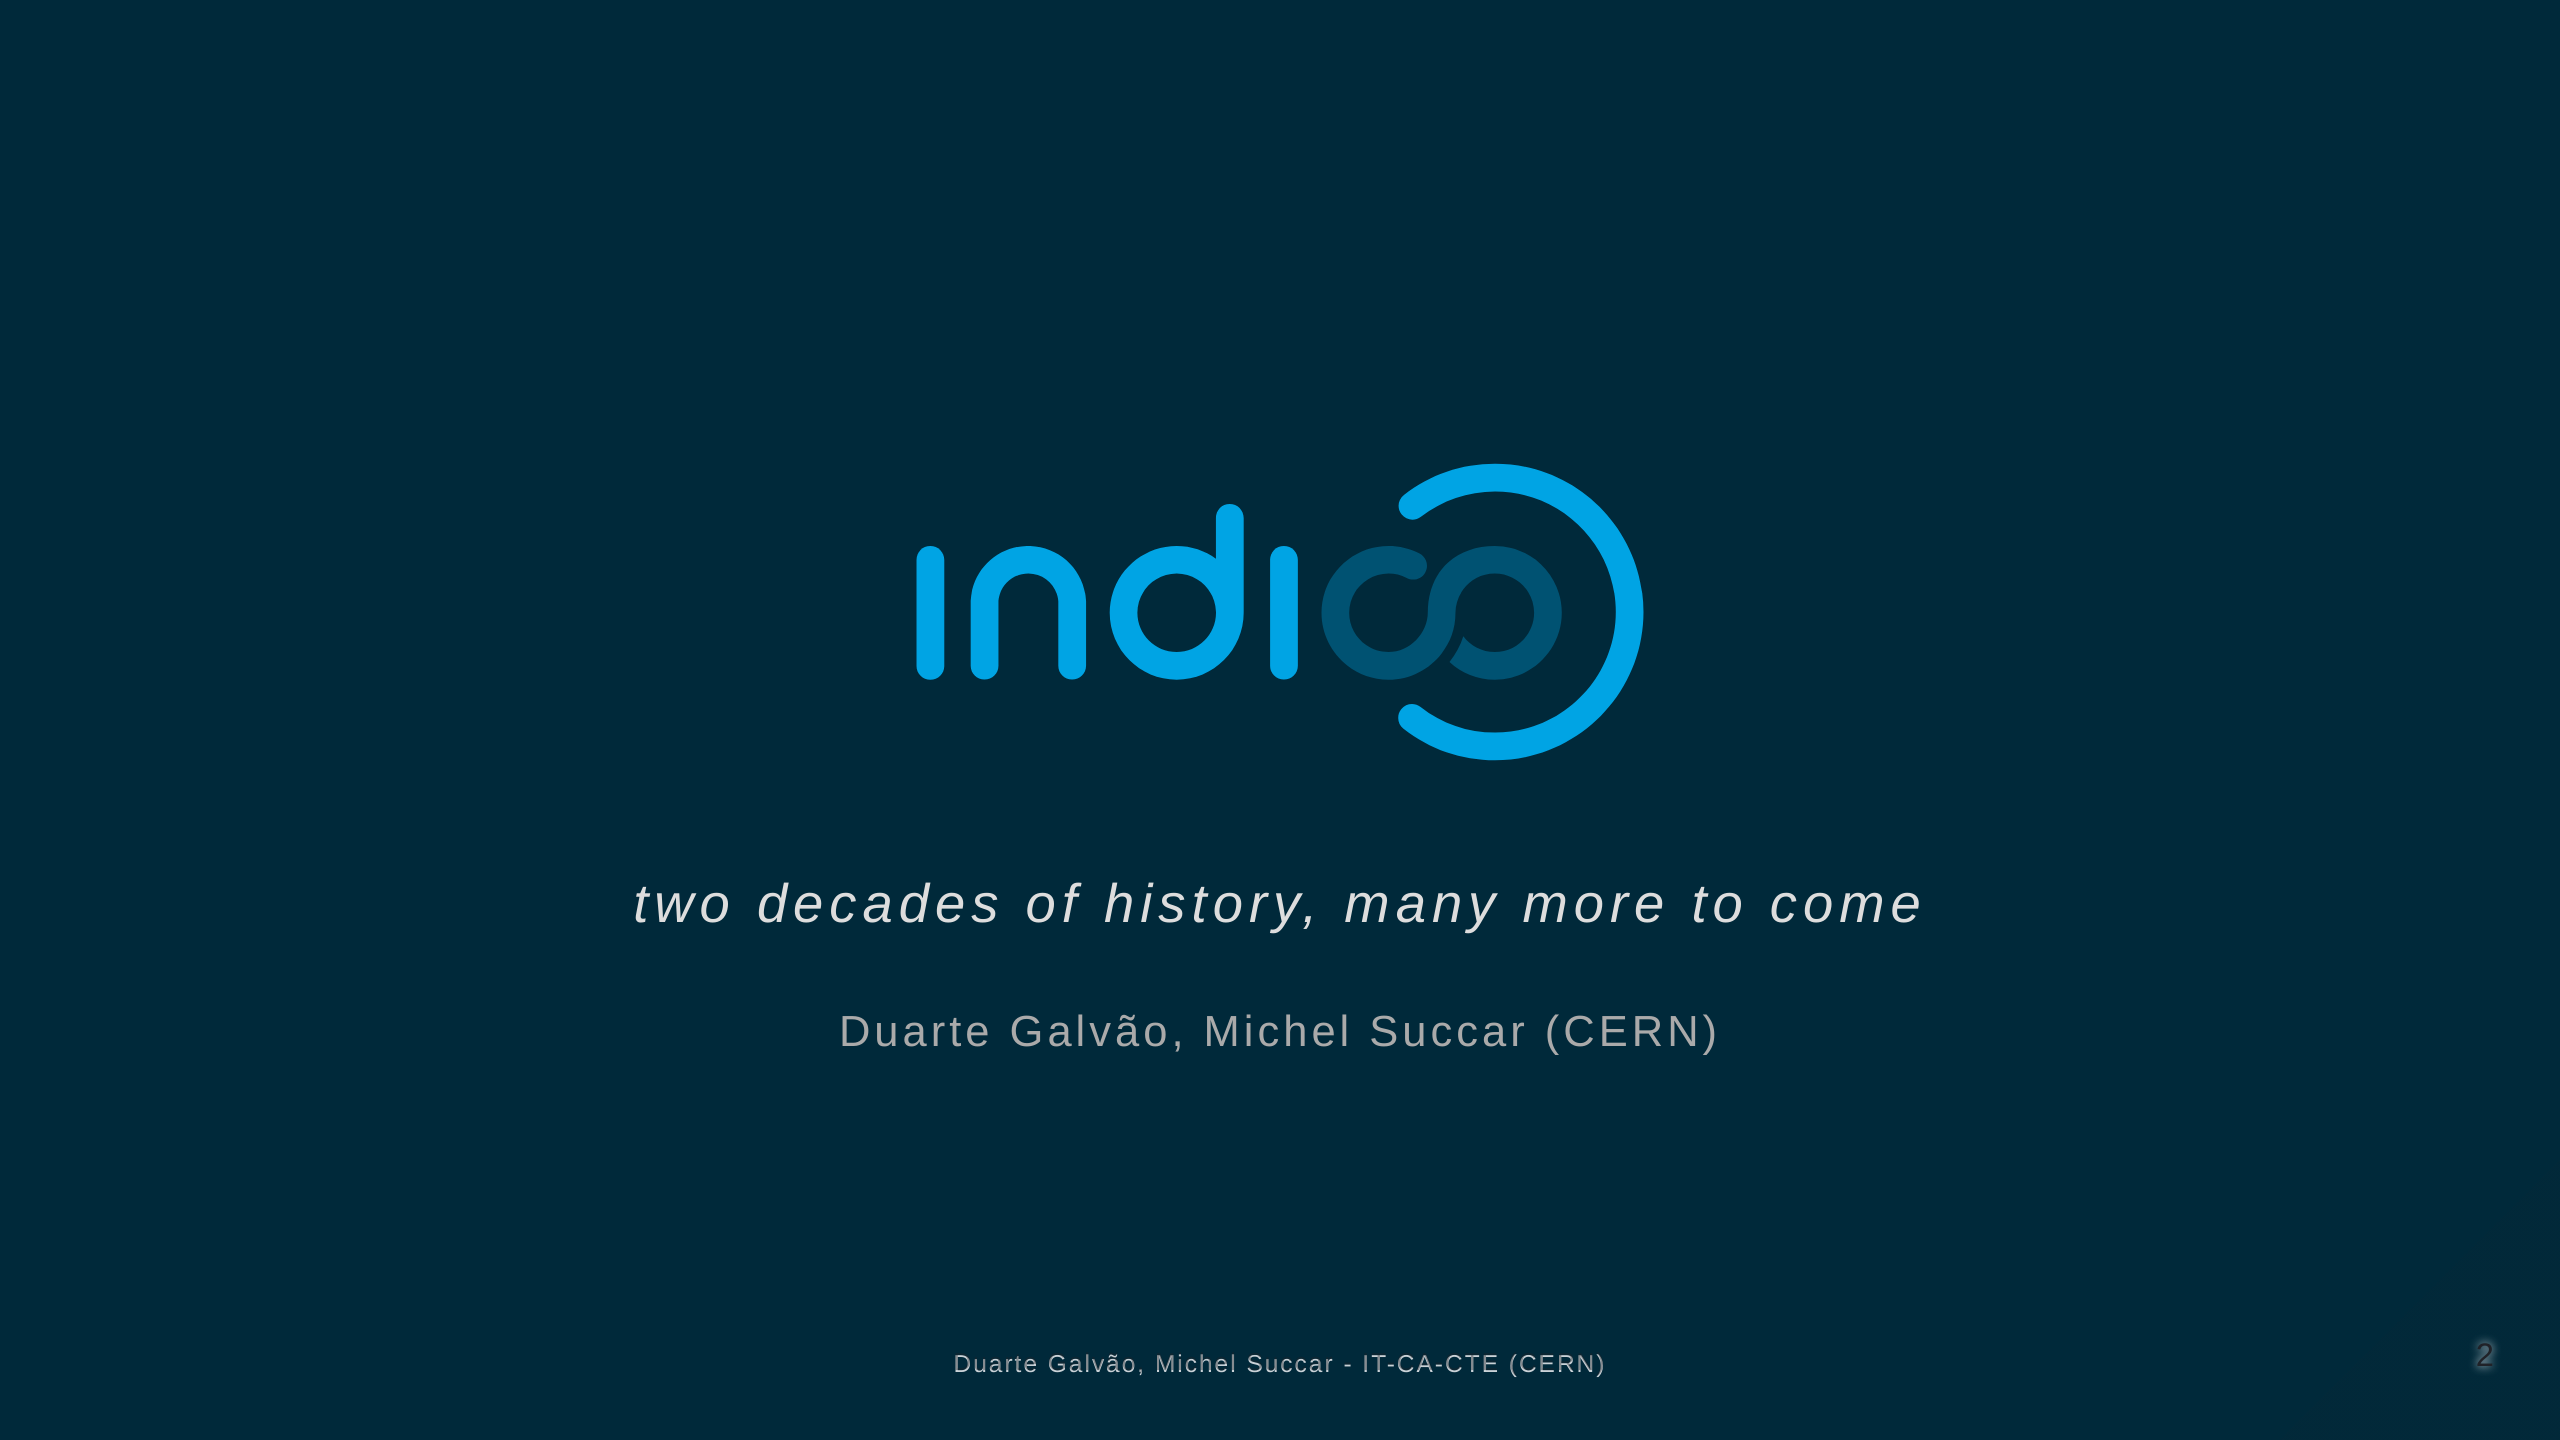 indico
two decades of history, many more to come
Duarte Galvão, Michel Succar (CERN)
Duarte Galvão, Michel Succar - IT-CA-CTE (CERN)
2